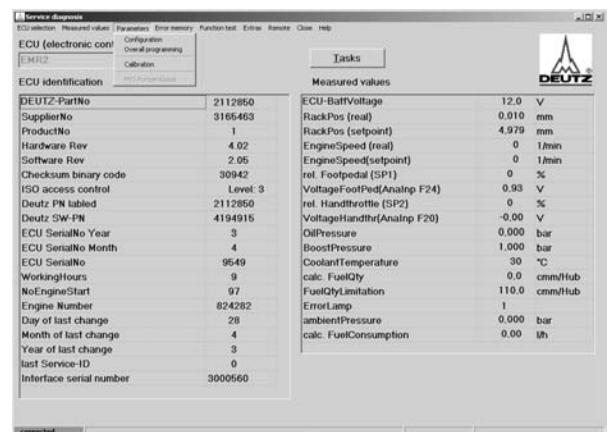 Service diagnosis
ECU selection Measured values Parameters Error memory Function test Extras Remote Close Help
Configuration
Overall programming
Calibration
ECU (electronic cont
EMR2
Tasks
DEUTZ
ECU identification
Measured values
DEUTZ-PartNo 2112850
SupplierNo 3165463
ProductNo 1
Hardware Rev 4.02
Software Rev 2.05
Checksum binary code 30942
ISO access control Level: 3
Deutz PN labled 2112850
Deutz SW-PN 4194915
ECU SerialNo Year 3
ECU SerialNo Month 4
ECU SerialNo 9549
WorkingHours 9
NoEngineStart 97
Engine Number 824282
Day of last change 28
Month of last change 4
Year of last change 3
last Service-ID 0
Interface serial number 3000560
ECU-BattVoltage 12,0 V
RackPos (real) 0,010 mm
RackPos (setpoint) 4,979 mm
EngineSpeed (real) 0 1/min
EngineSpeed(setpoint) 0 1/min
rel. Footpedal (SP1) 0 %
VoltageFootPed(AnaInp F24) 0,93 V
rel. Handthrottle (SP2) 0 %
VoltageHandthr(AnaInp F20) -0,00 V
OilPressure 0,000 bar
BoostPressure 1,000 bar
CoolantTemperature 30 °C
calc. FuelQty 0,0 cmm/Hub
FuelQtyLimitation 110,0 cmm/Hub
ErrorLamp 1
ambientPressure 0,000 bar
calc. FuelConsumption 0,00 l/h
connected